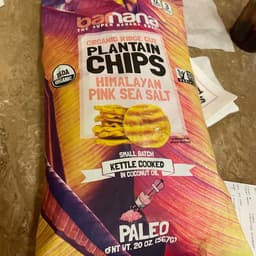 barnana
ORGANIC RIDGE CUT
PLANTAIN
CHIPS
HIMALAYAN
PINK SEA SALT
USDA
ORGANIC
SMALL BATCH
KETTLE COOKED
IN COCONUT OIL
PALEO
NET WT. 20 OZ (567G)